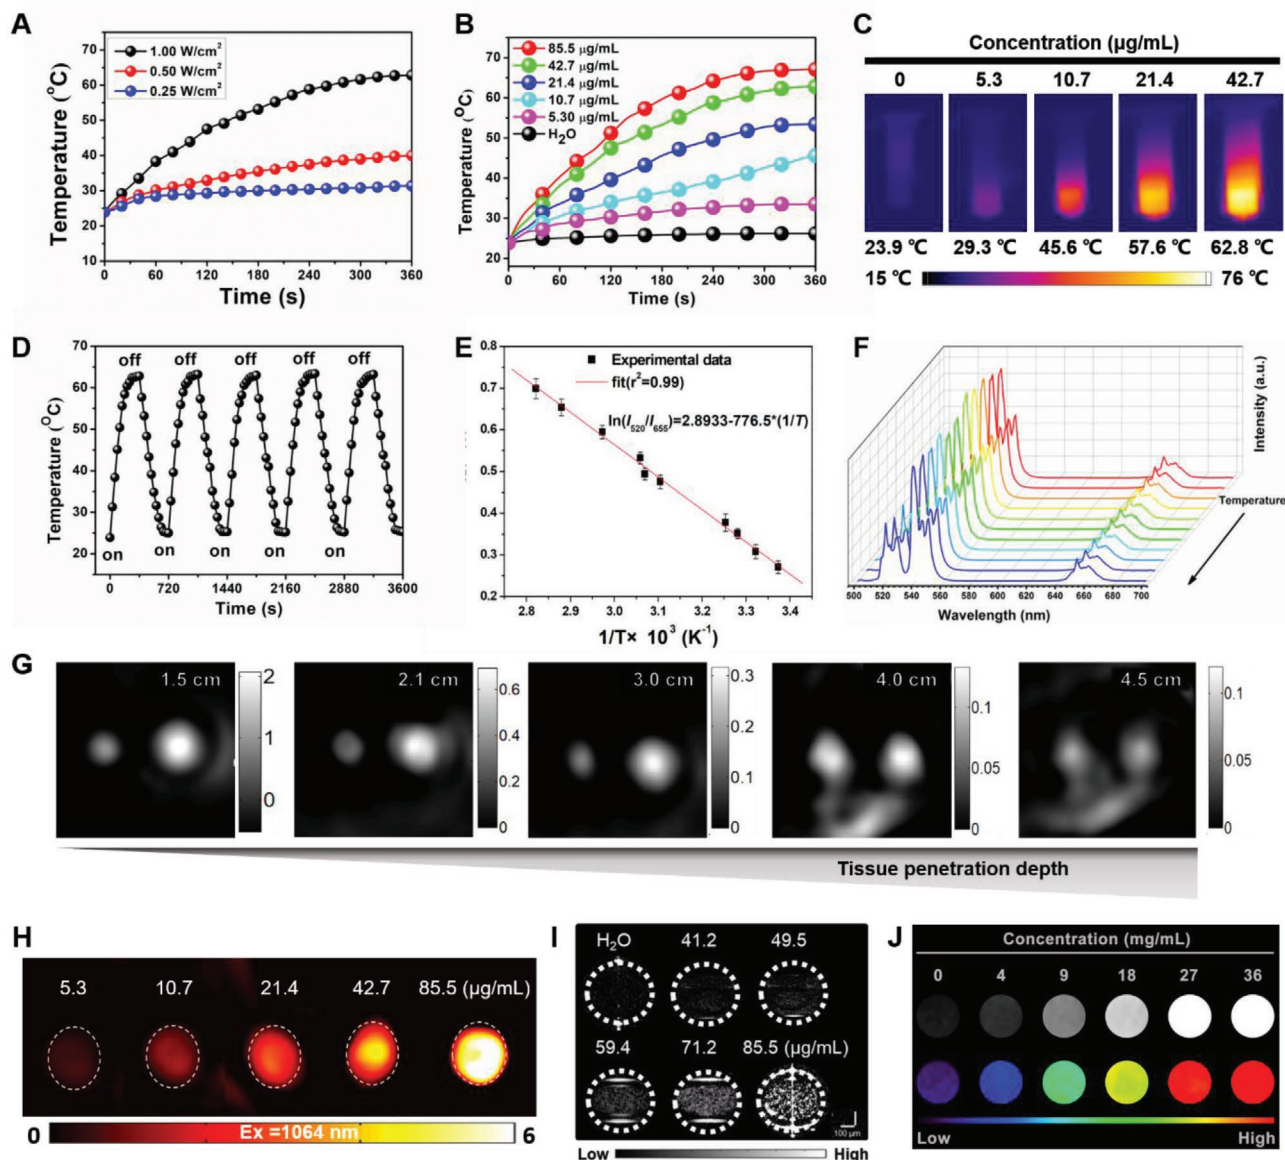 A
Temperature (°C)
75
60
50
40
30
20
10
1.00 W/cm²
0.50 W/cm²
0.25 W/cm²
0 60 120 180 240 300 360
Time (s)
B
Temperature (°C)
70
60
50
40
30
20
85.5 μg/mL
42.7 μg/mL
21.4 μg/mL
10.7 μg/mL
5.30 μg/mL
H₂O
0 60 120 180 240 300 360
Time (s)
C
Concentration (μg/mL)
0 5.3 10.7 21.4 42.7
23.9 ℃ 29.3 ℃ 45.6 ℃ 57.6 ℃ 62.8 ℃
15 ℃ 76 ℃
D
Temperature (°C)
70
60
50
40
30
20
off off off off off
on on on on on
0 720 1440 2160 2880 3600
Time (s)
E
0.8
0.7
0.6
0.5
0.4
0.3
0.2
Experimental data
fit(r²=0.99)
ln(I₅₂₀/I₆₅₅)=2.8933-776.5*(1/T)
2.8 2.9 3.0 3.1 3.2 3.3 3.4
1/T× 10³ (K⁻¹)
F
Intensity (a.u.)
Temperature
500 520 540 560 580 600 620 640 660 680 700
Wavelength (nm)
G
1.5 cm
2
1
0
2.1 cm
0.6
0.4
0.2
0
3.0 cm
0.3
0.2
0.1
0
4.0 cm
0.1
0.05
0
4.5 cm
0.1
0.05
0
Tissue penetration depth
H
5.3 10.7 21.4 42.7 85.5 (μg/mL)
0 Ex =1064 nm 6
I
H₂O 41.2 49.5
59.4 71.2 85.5 (μg/mL)
100 μm
Low High
J
Concentration (mg/mL)
0 4 9 18 27 36
Low High